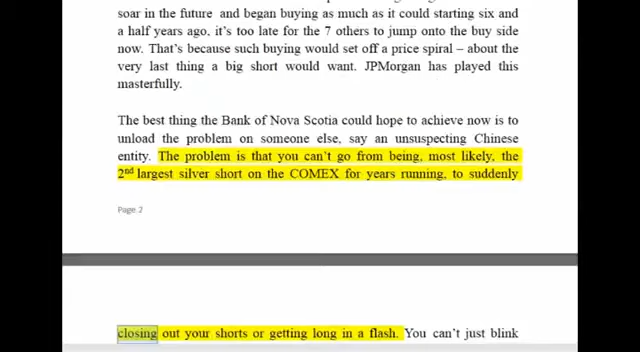 soar in the future and began buying as much as it could starting six and
a half years ago, it's too late for the 7 others to jump onto the buy side
now. That's because such buying would set off a price spiral – about the
very last thing a big short would want. JPMorgan has played this
masterfully.
The best thing the Bank of Nova Scotia could hope to achieve now is to
unload the problem on someone else, say an unsuspecting Chinese
entity. The problem is that you can't go from being, most likely, the
2nd largest silver short on the COMEX for years running, to suddenly
Page 2
closing out your shorts or getting long in a flash. You can't just blink